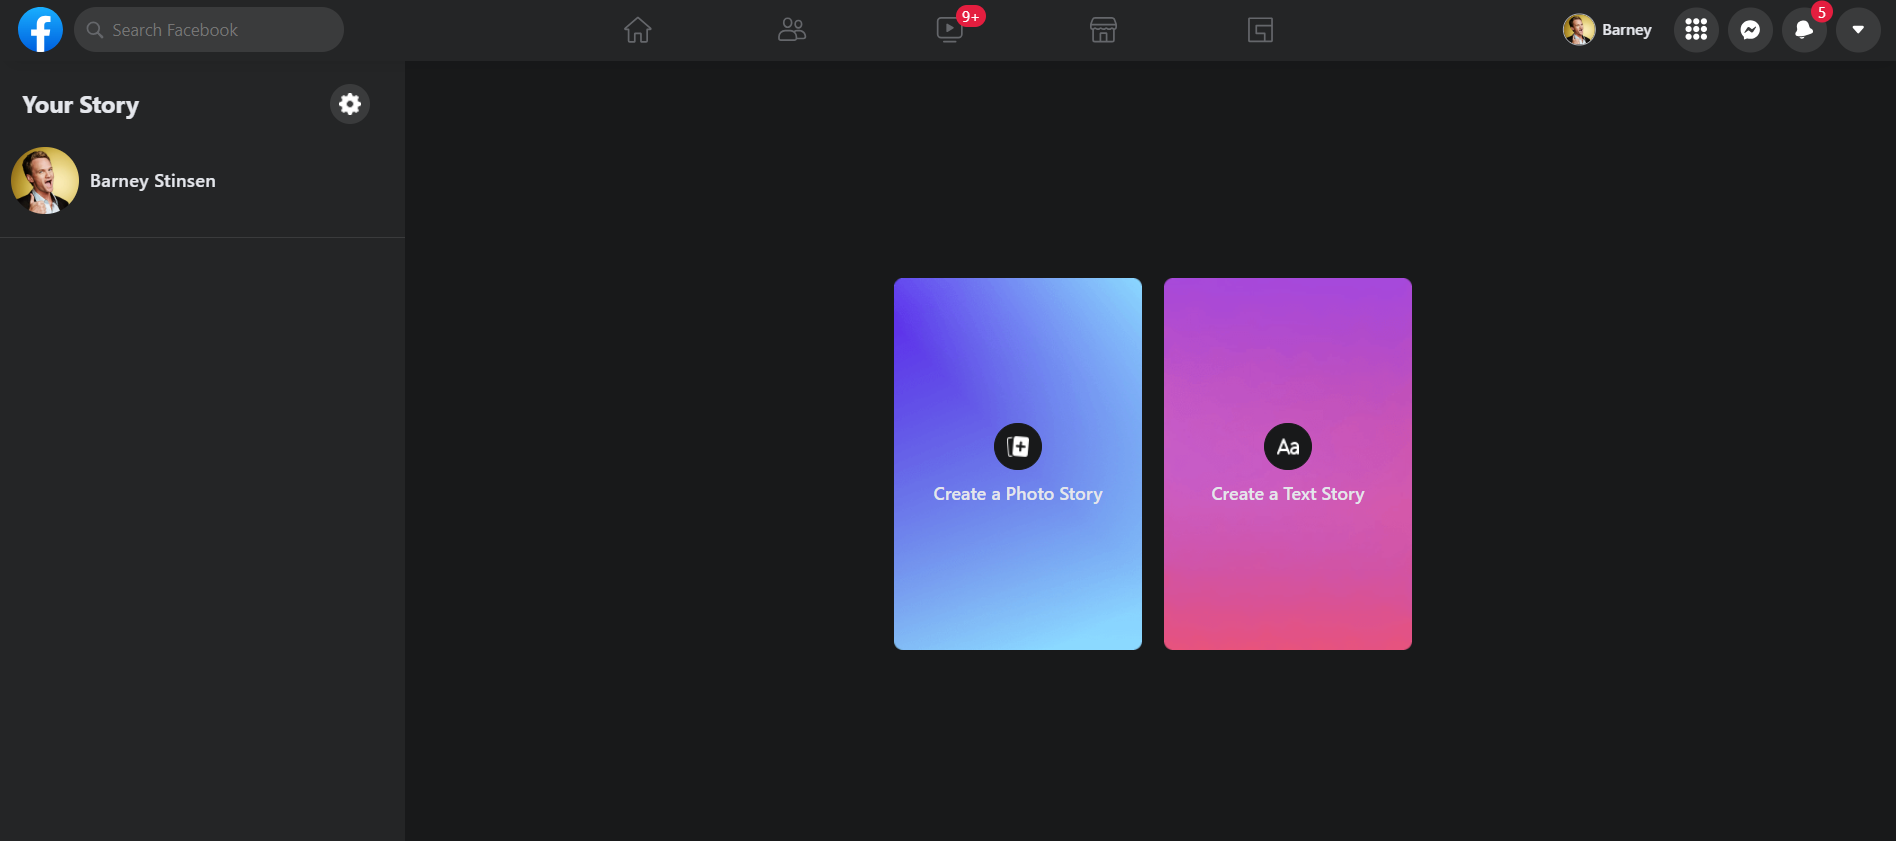 Search Facebook
9+
Barney
5
Your Story
Barney Stinsen
Create a Photo Story
Aa
Create a Text Story